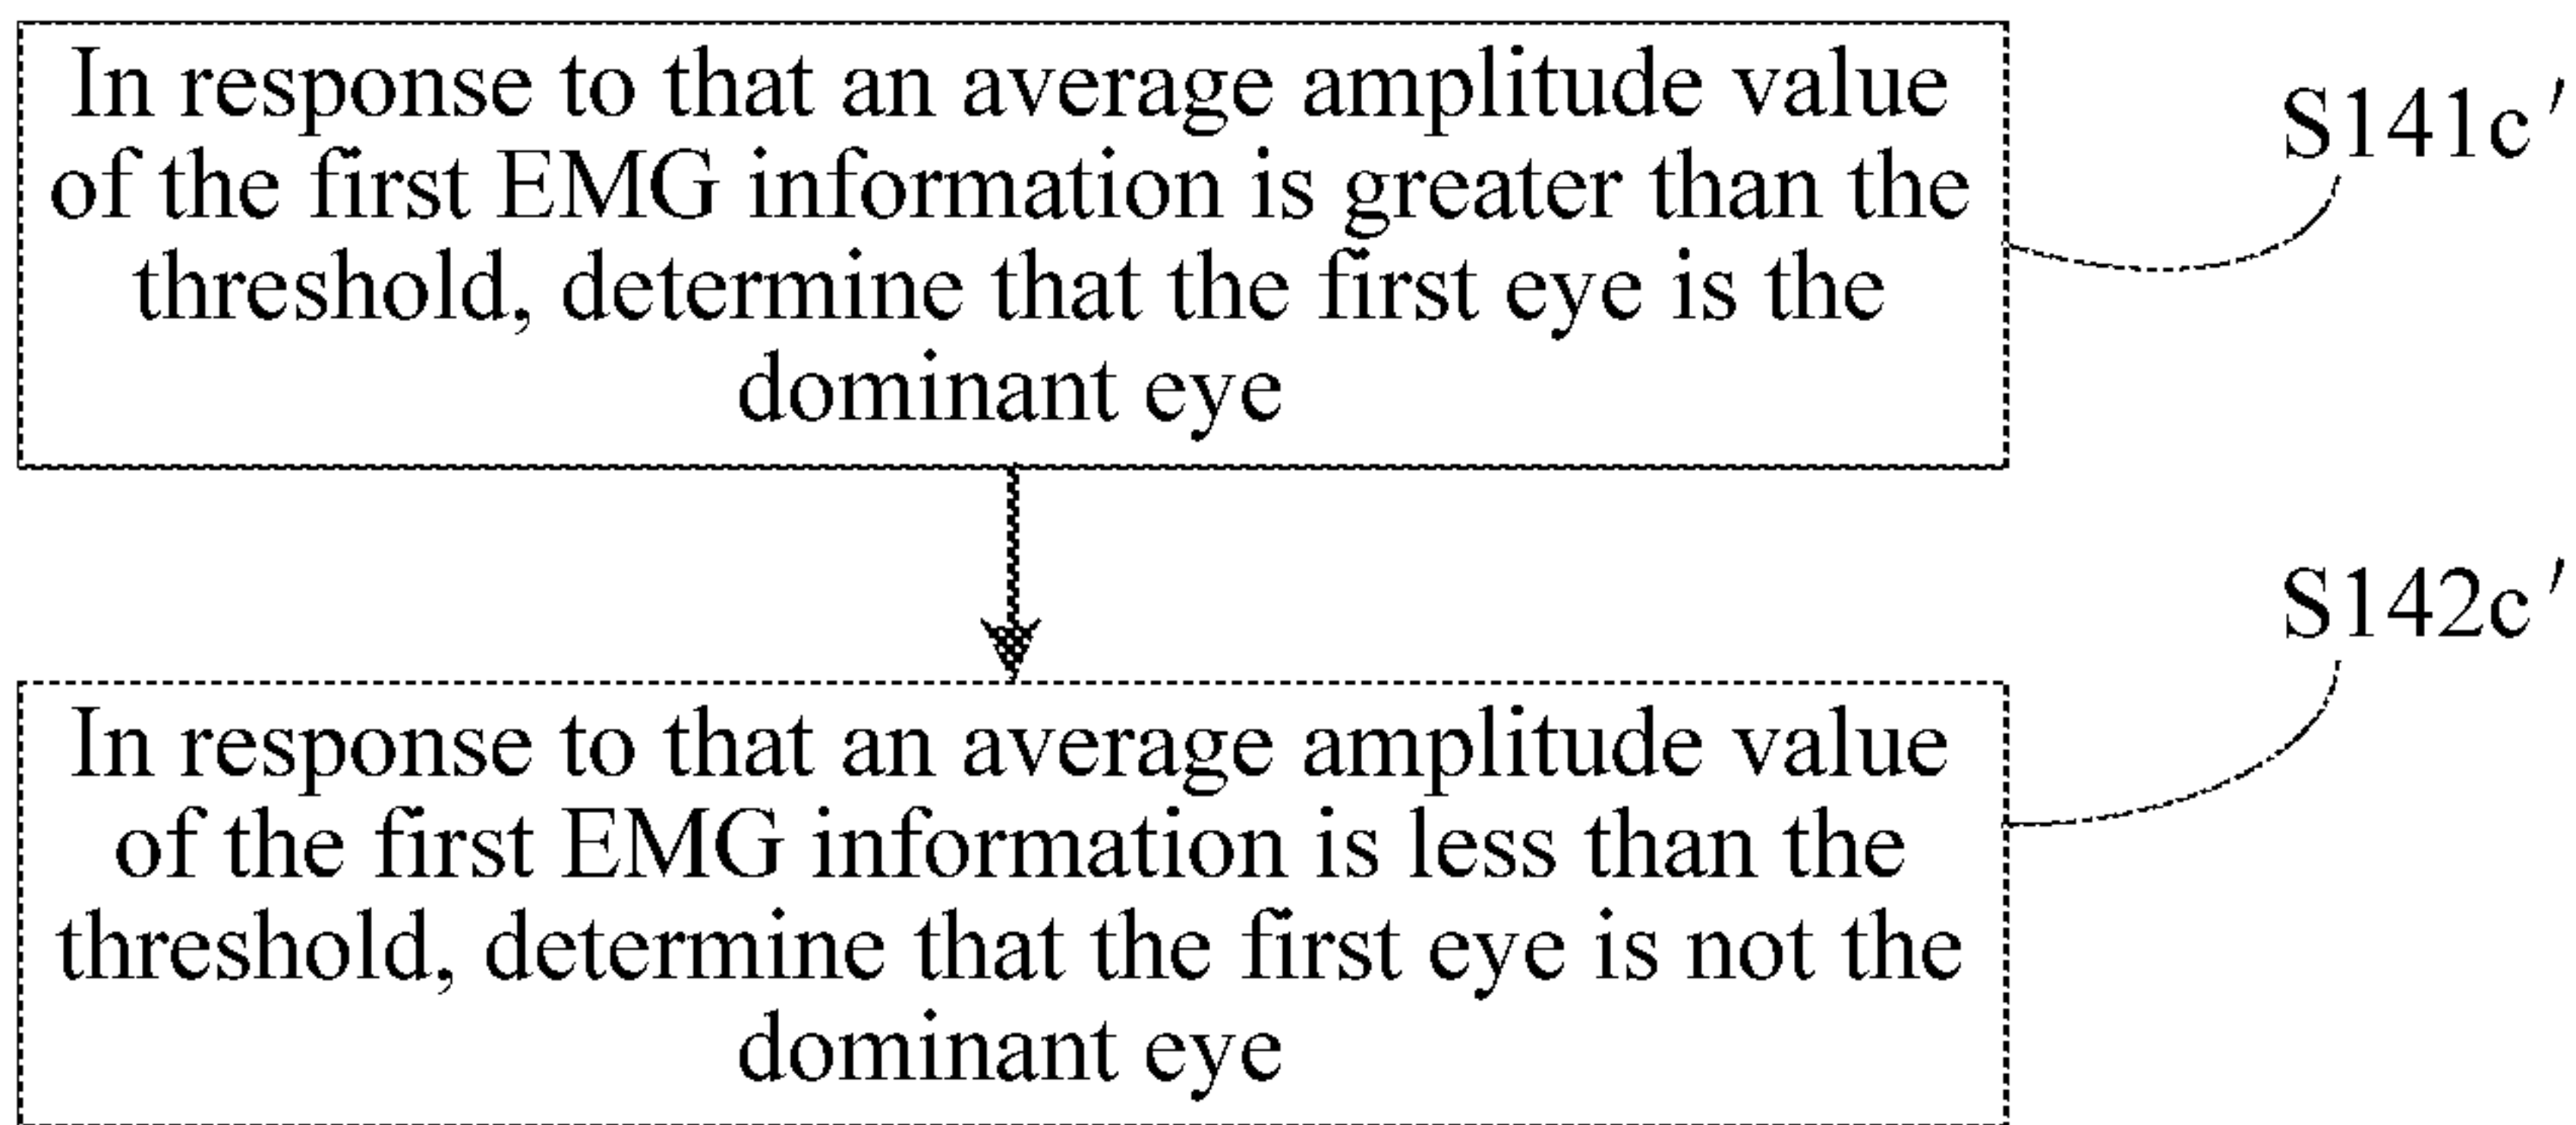 In response to that an average amplitude value
of the first EMG information is greater than the
threshold, determine that the first eye is the
dominant eye
S141c′
In response to that an average amplitude value
of the first EMG information is less than the
threshold, determine that the first eye is not the
dominant eye
S142c′